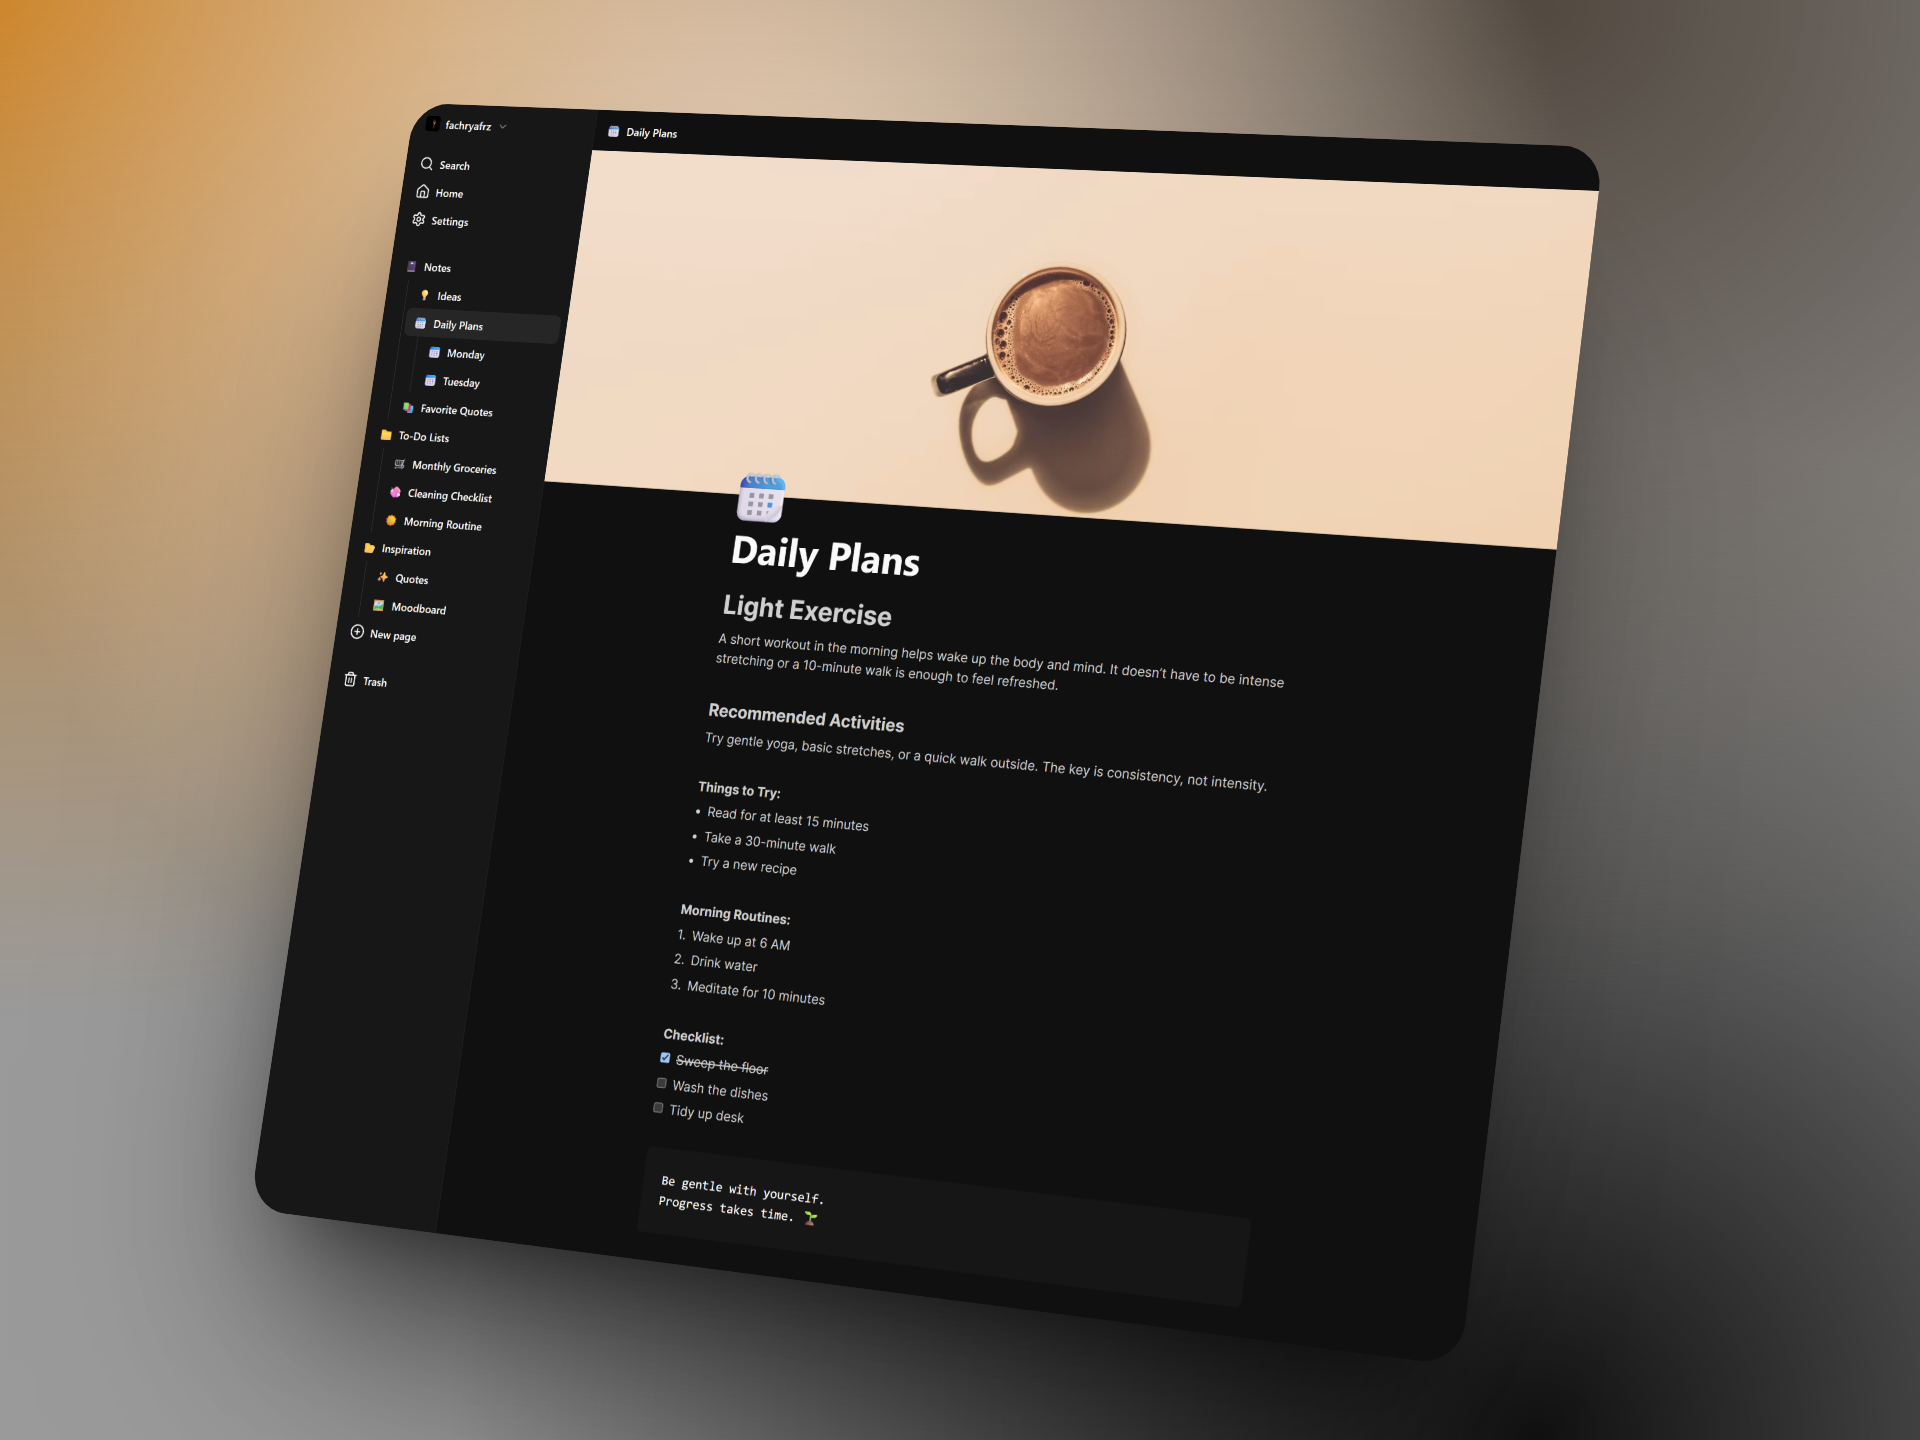 fachryafrz
Search
Home
Settings
Notes
Ideas
Daily Plans
Monday
Tuesday
Favorite Quotes
To-Do Lists
Monthly Groceries
Cleaning Checklist
Morning Routine
Inspiration
Quotes
Moodboard
New page
Trash
Daily Plans
Daily Plans
Light Exercise
A short workout in the morning helps wake up the body and mind. It doesn’t have to be intense
stretching or a 10-minute walk is enough to feel refreshed.
Recommended Activities
Try gentle yoga, basic stretches, or a quick walk outside. The key is consistency, not intensity.
Things to Try:
• Read for at least 15 minutes
• Take a 30-minute walk
• Try a new recipe
Morning Routines:
1. Wake up at 6 AM
2. Drink water
3. Meditate for 10 minutes
Checklist:
Sweep the floor
Wash the dishes
Tidy up desk
Be gentle with yourself.
Progress takes time. 🌱